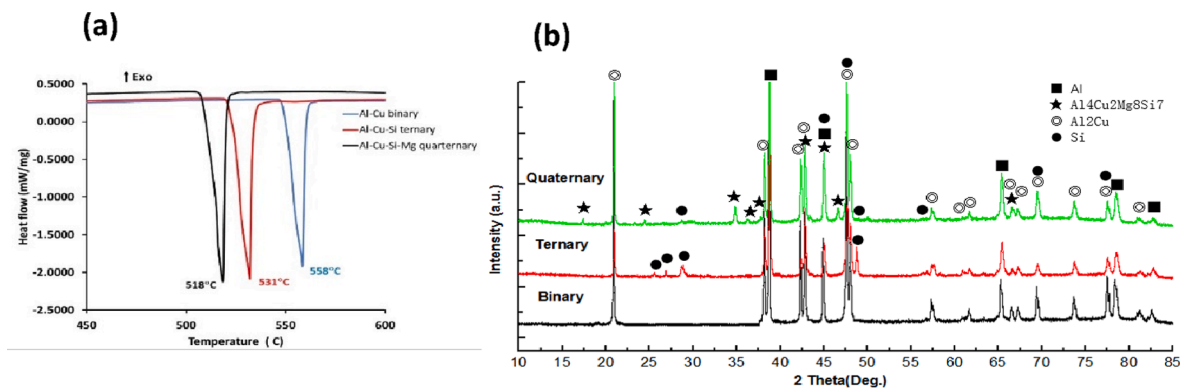 (a)
↑ Exo
0.5000
0.0000
-0.5000
-1.0000
-1.5000
-2.0000
-2.5000
Heat flow (mW/mg)
Al-Cu binary
Al-Cu-Si ternary
Al-Cu-Si-Mg quarternary
518°C
531°C
558°C
450
500
550
600
Temperature ( C)
(b)
Al
Al4Cu2Mg8Si7
Al2Cu
Si
Quaternary
Ternary
Binary
Intensity (a.u.)
10 15 20 25 30 35 40 45 50 55 60 65 70 75 80 85
2 Theta(Deg.)